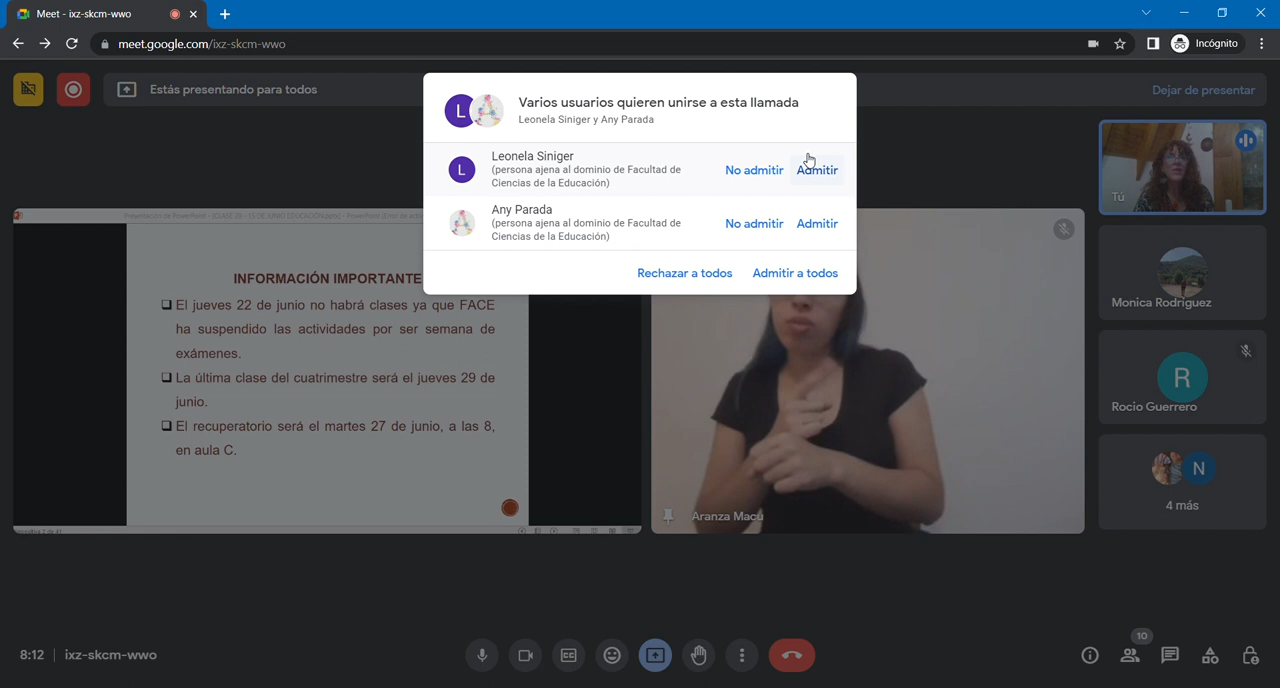 Meet - ixz-skcm-wwo
meet.google.com/ixz-skcm-wwo
Incógnito
Estás presentando para todos
Dejar de presentar
L
Varios usuarios quieren unirse a esta llamada
Leonela Siniger y Any Parada
L
Leonela Siniger
(persona ajena al dominio de Facultad de
Ciencias de la Educación)
No admitir
Admitir
Any Parada
(persona ajena al dominio de Facultad de
Ciencias de la Educación)
No admitir
Admitir
Rechazar a todos
Admitir a todos
INFORMACIÓN IMPORTANTE
El jueves 22 de junio no habrá clases ya que FACE
ha suspendido las actividades por ser semana de
exámenes.
La última clase del cuatrimestre será el jueves 29 de
junio.
El recuperatorio será el martes 27 de junio, a las 8,
en aula C.
Aranza Macú
Tú
Monica Rodríguez
R
Rocio Guerrero
N
4 más
8:12
ixz-skcm-wwo
CC
10